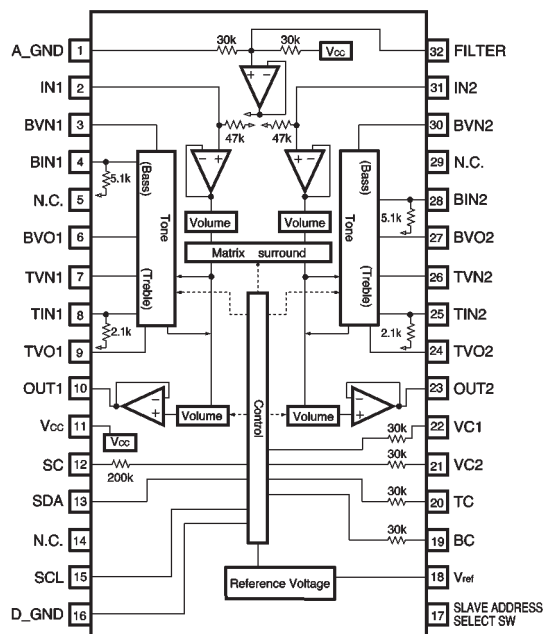 30k 30k
A_GND 1 Vcc 32 FILTER
+ −
IN1 2 31 IN2
BVN1 3 47k 47k 30 BVN2
− + + −
BIN1 4 (Bass) (Bass) 29 N.C.
5.1k
N.C. 5 28 BIN2
Volume Volume 5.1k
Tone Tone
BVO1 6 27 BVO2
Matrix surround
TVN1 7 26 TVN2
(Treble) (Treble)
TIN1 8 25 TIN2
2.1k 2.1k
TVO1 9 24 TVO2
OUT1 10 23 OUT2
− + Volume Volume + −
Control
Vcc 11 22 VC1
Vcc 30k
SC 12 30k 21 VC2
200k
SDA 13 30k 20 TC
N.C. 14 30k 19 BC
SCL 15 Reference Voltage 18 Vref
D_GND 16 17 SLAVE ADDRESS
SELECT SW